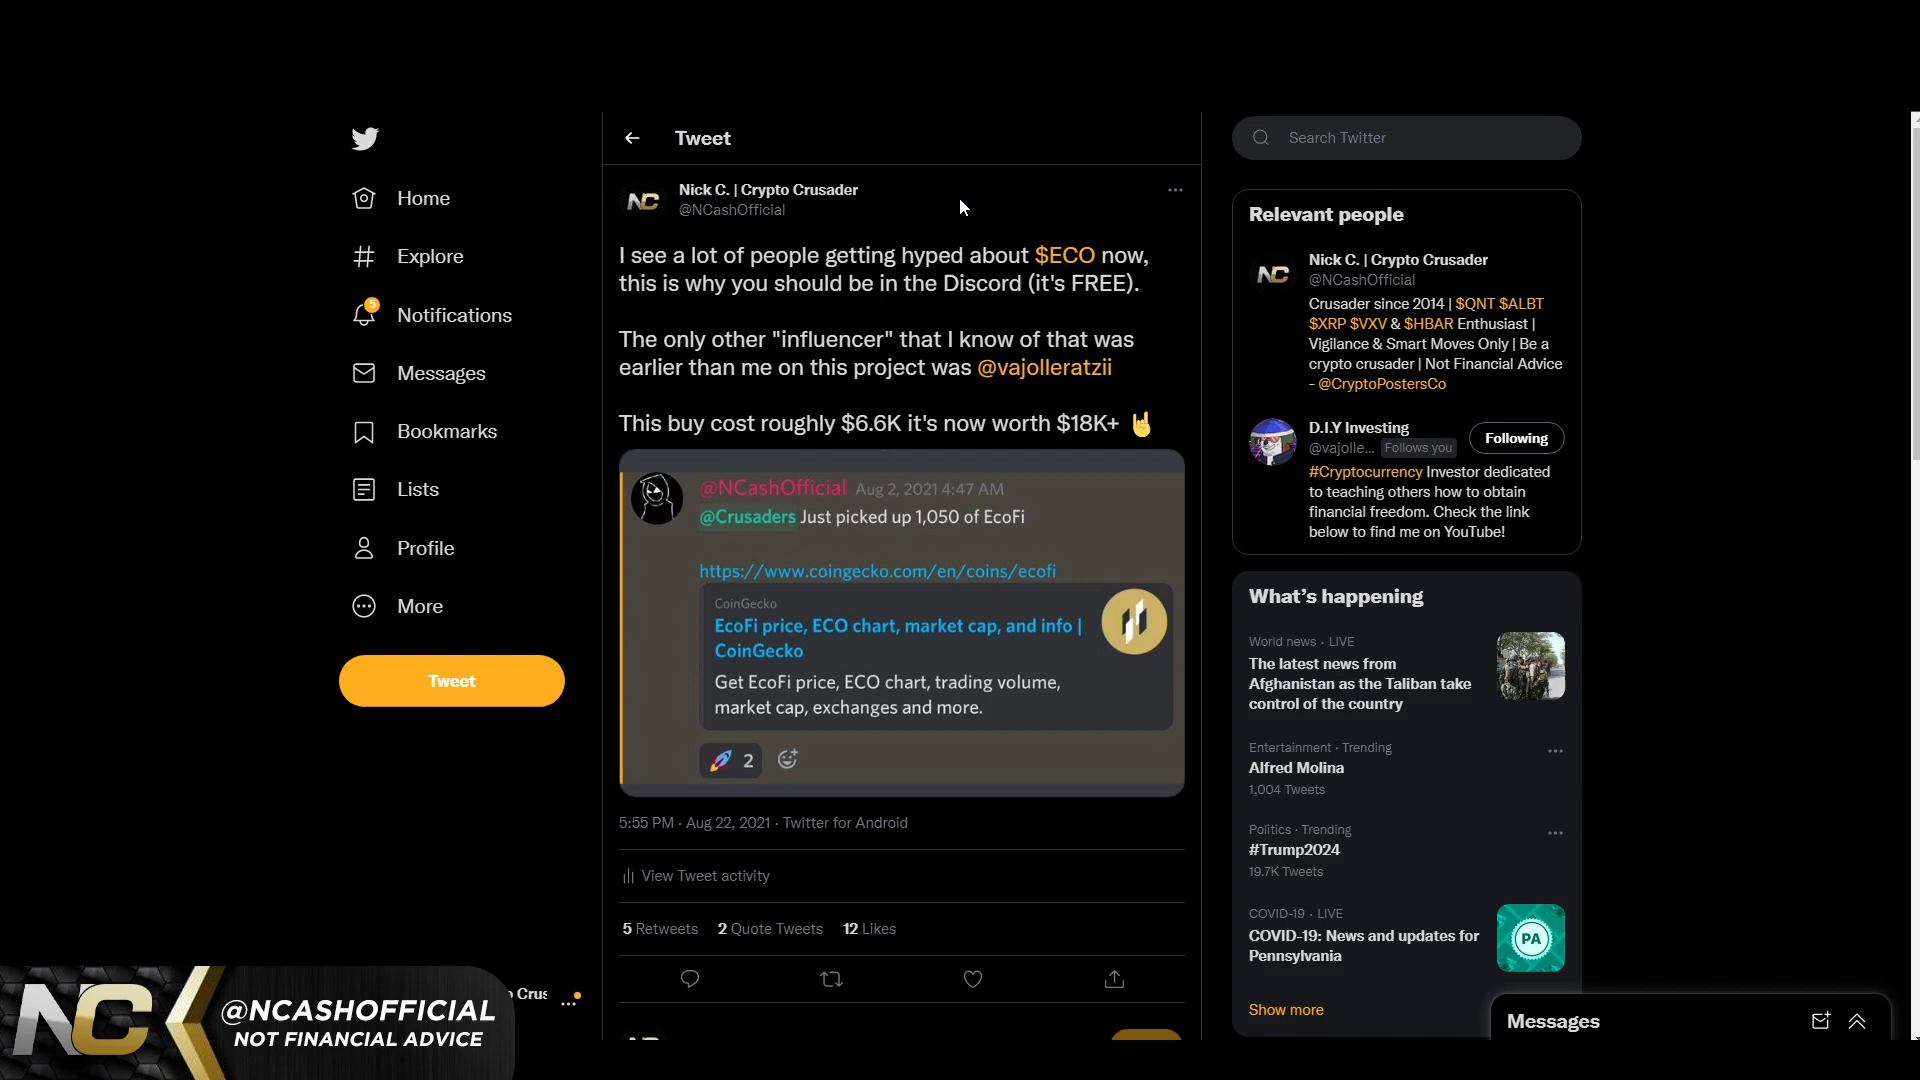 Home
Explore
5
Notifications
Messages
Bookmarks
Lists
Profile
More
Tweet
Tweet
Nick C. | Crypto Crusader
@NCashOfficial
I see a lot of people getting hyped about $ECO now,
this is why you should be in the Discord (it's FREE).
The only other "influencer" that I know of that was
earlier than me on this project was @vajolleratzii
This buy cost roughly $6.6K it's now worth $18K+ 🤘
@NCashOfficial Aug 2, 2021 4:47 AM
@Crusaders Just picked up 1,050 of EcoFi
https://www.coingecko.com/en/coins/ecofi
CoinGecko
EcoFi price, ECO chart, market cap, and info |
CoinGecko
Get EcoFi price, ECO chart, trading volume,
market cap, exchanges and more.
🚀 2
5:55 PM · Aug 22, 2021 · Twitter for Android
View Tweet activity
5 Retweets 2 Quote Tweets 12 Likes
Search Twitter
Relevant people
Nick C. | Crypto Crusader
@NCashOfficial
Crusader since 2014 | $QNT $ALBT
$XRP $VXV & $HBAR Enthusiast |
Vigilance & Smart Moves Only | Be a
crypto crusader | Not Financial Advice
- @CryptoPostersCo
D.I.Y Investing
@vajolle... Follows you
Following
#Cryptocurrency Investor dedicated
to teaching others how to obtain
financial freedom. Check the link
below to find me on YouTube!
What's happening
World news · LIVE
The latest news from
Afghanistan as the Taliban take
control of the country
Entertainment · Trending
Alfred Molina
1,004 Tweets
Politics · Trending
#Trump2024
19.7K Tweets
COVID-19 · LIVE
COVID-19: News and updates for
Pennsylvania
PA
Show more
Messages
NC
@NCASHOFFICIAL
NOT FINANCIAL ADVICE
Crus
NC
NC